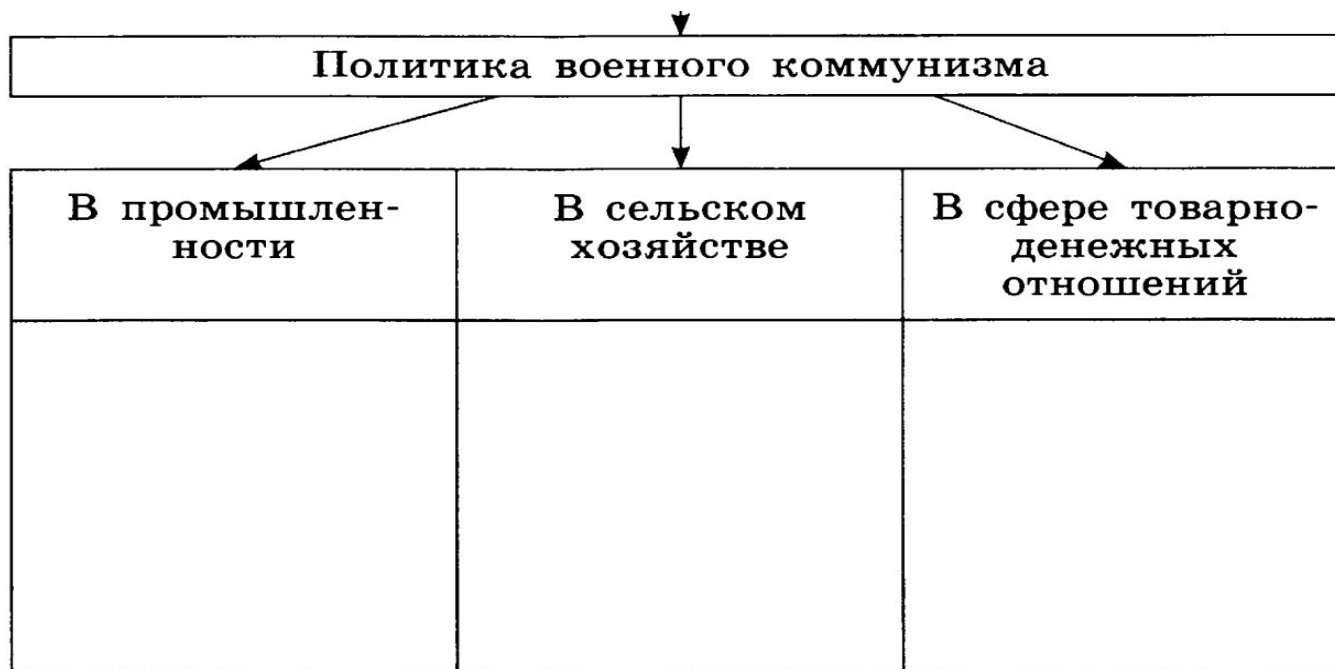 Политика военного коммунизма
В промышлен-
ности
В сельском
хозяйстве
В сфере товарно-
денежных
отношений